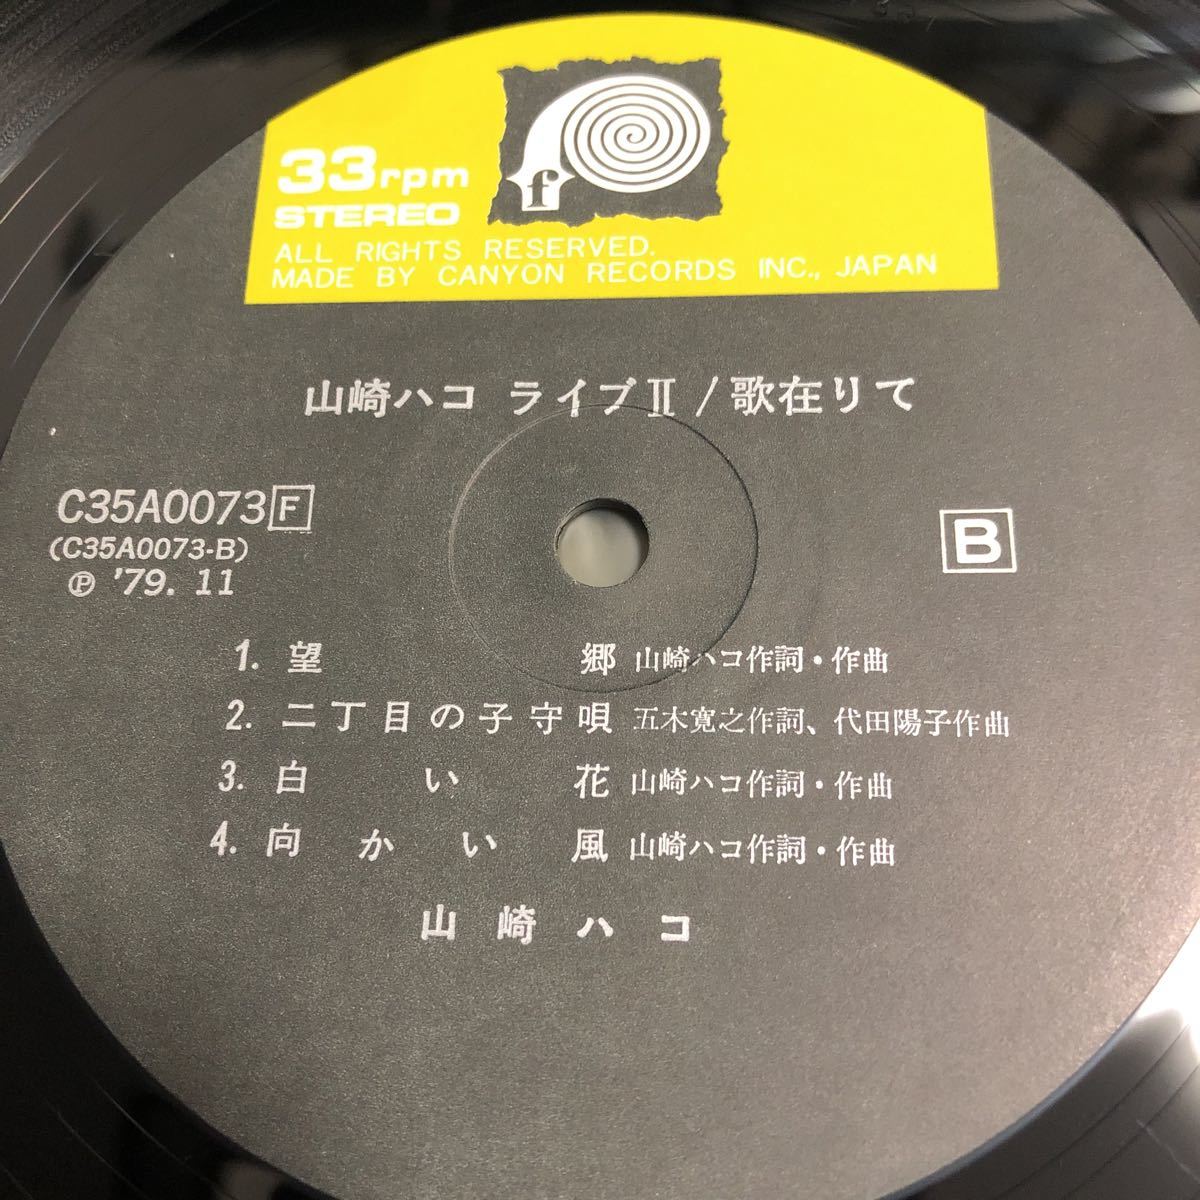 f
33rpm
STEREO
ALL RIGHTS RESERVED.
MADE BY CANYON RECORDS INC., JAPAN
山崎ハコ ライブⅡ/歌在りて
C35A0073 F
(C35A0073-B)
Ⓟ '79. 11
B
1. 望郷 山崎ハコ作詞・作曲
2. 二丁目の子守唄 五木寛之作詞、代田陽子作曲
3. 白い花 山崎ハコ作詞・作曲
4. 向かい風 山崎ハコ作詞・作曲
山崎ハコ